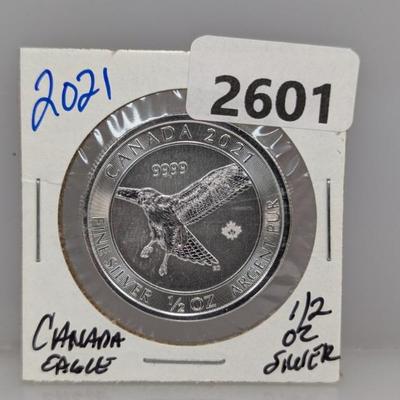 2021
2601
CANADA 2021
9999
FINE SILVER 1/2 OZ ARGENT PUR
CANADA
EAGLE
1/2
OZ
SILVER